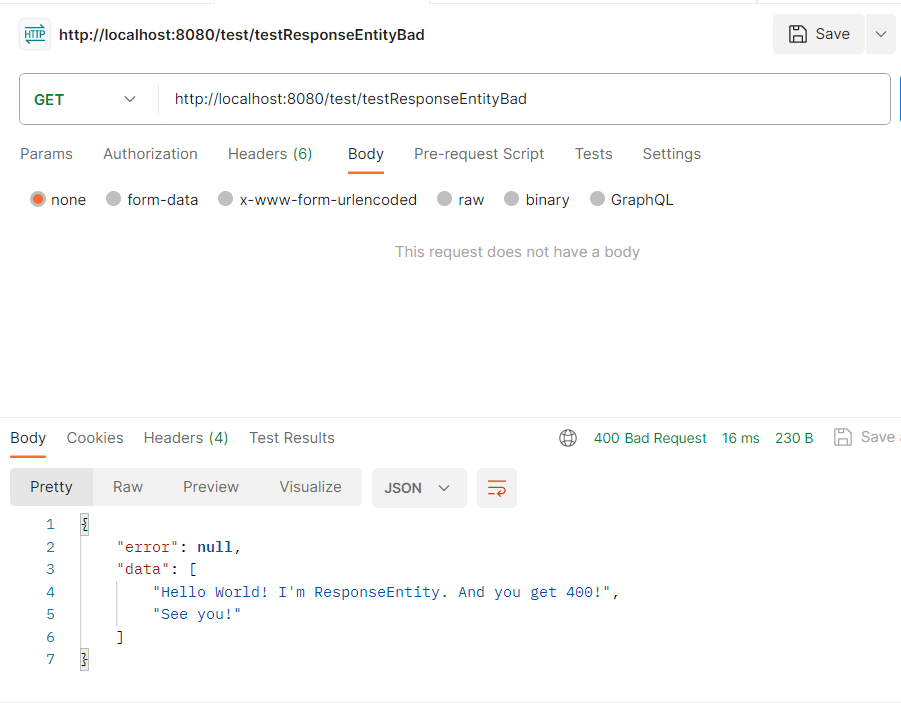 HTTP http://localhost:8080/test/testResponseEntityBad Save
GET http://localhost:8080/test/testResponseEntityBad
Params Authorization Headers (6) Body Pre-request Script Tests Settings
none form-data x-www-form-urlencoded raw binary GraphQL
This request does not have a body
Body Cookies Headers (4) Test Results 400 Bad Request 16 ms 230 B Save
Pretty Raw Preview Visualize JSON
1 {
2 "error": null,
3 "data": [
4 "Hello World! I'm ResponseEntity. And you get 400!",
5 "See you!"
6 ]
7 }